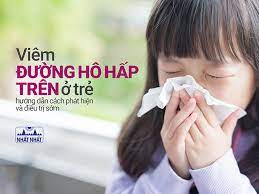 Viêm
ĐƯỜNG HÔ HẤP
TRÊN ở trẻ
hướng dẫn cách phát hiện
và điều trị sớm
NHẤT NHẤT